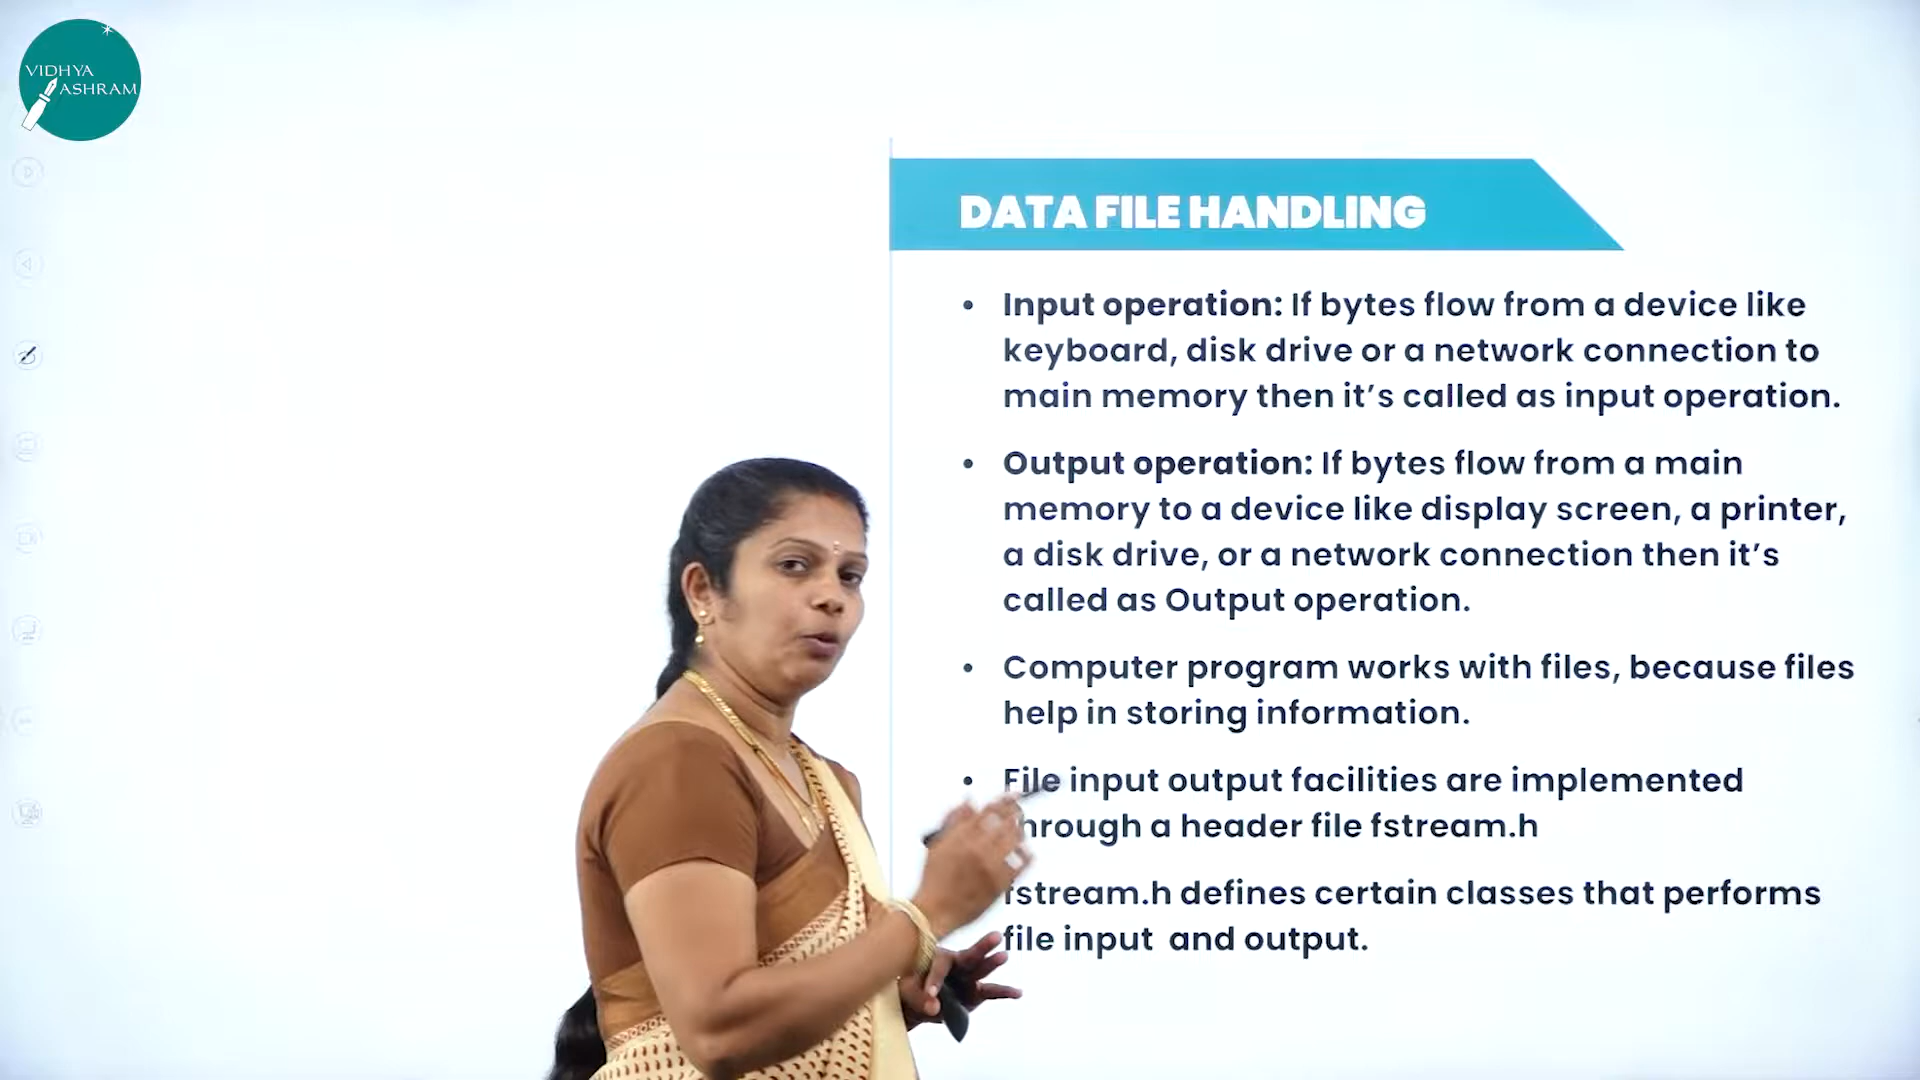 VIDHYA
ASHRAM
DATA FILE HANDLING
• Input operation: If bytes flow from a device like
keyboard, disk drive or a network connection to
main memory then it's called as input operation.
• Output operation: If bytes flow from a main
memory to a device like display screen, a printer,
a disk drive, or a network connection then it's
called as Output operation.
• Computer program works with files, because files
help in storing information.
• File input output facilities are implemented
through a header file fstream.h
fstream.h defines certain classes that performs
file input and output.